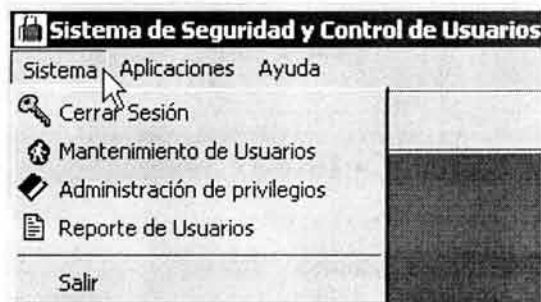 Sistema de Seguridad y Control de Usuarios
Sistema Aplicaciones Ayuda
Cerrar Sesión
Mantenimiento de Usuarios
Administración de privilegios
Reporte de Usuarios
Salir